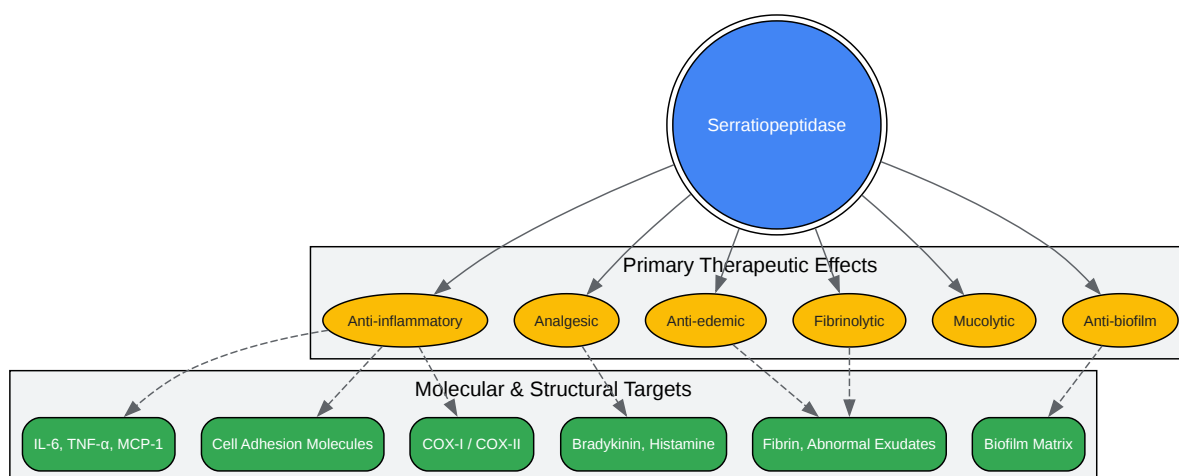 Serratiopeptidase
Primary Therapeutic Effects
Anti-inflammatory
Analgesic
Anti-edemic
Fibrinolytic
Mucolytic
Anti-biofilm
Molecular & Structural Targets
IL-6, TNF-α, MCP-1
Cell Adhesion Molecules
COX-I / COX-II
Bradykinin, Histamine
Fibrin, Abnormal Exudates
Biofilm Matrix